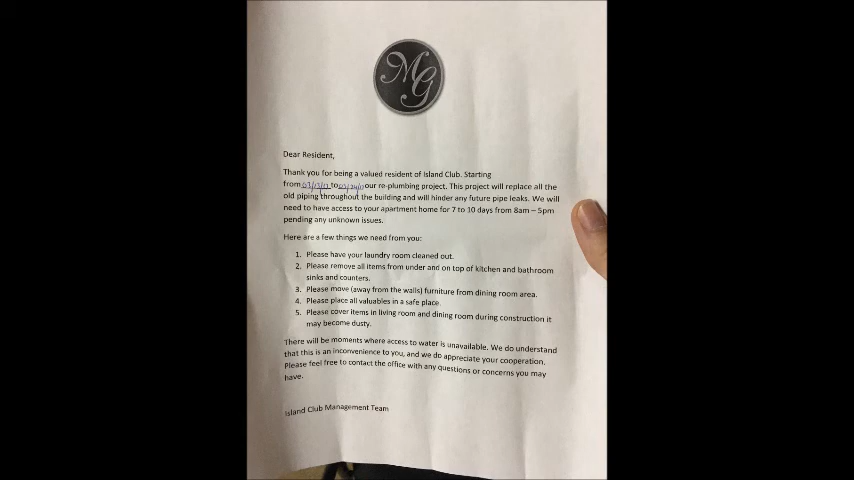 MG
Dear Resident,
Thank you for being a valued resident of Island Club. Starting
from 03/13/17 to 03/24/17 our re-plumbing project. This project will replace all the
old piping throughout the building and will hinder any future pipe leaks. We will
need to have access to your apartment home for 7 to 10 days from 8am – 5pm
pending any unknown issues.
Here are a few things we need from you:
1. Please have your laundry room cleaned out.
2. Please remove all items from under and on top of kitchen and bathroom
sinks and counters.
3. Please move (away from the walls) furniture from dining room area.
4. Please place all valuables in a safe place.
5. Please cover items in living room and dining room during construction it
may become dusty.
There will be moments where access to water is unavailable. We do understand
that this is an inconvenience to you, and we do appreciate your cooperation.
Please feel free to contact the office with any questions or concerns you may
have.
Island Club Management Team